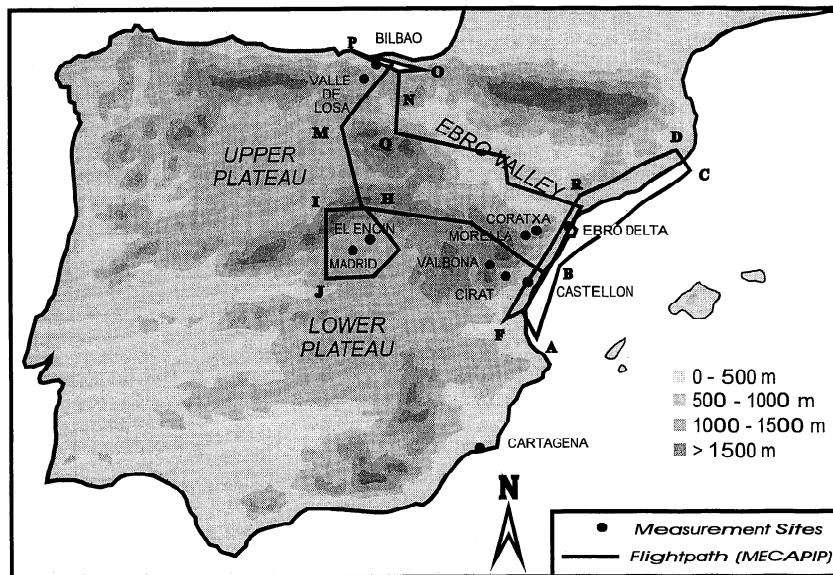 P
BILBAO
O
VALLE
DE
LOSA
N
M
Q
EBRO VALLEY
D
C
UPPER
PLATEAU
I
H
R
CORATXA
EL ENCIN
MORELLA
EBRO DELTA
MADRID
VALBONA
B
J
CIRAT
CASTELLON
LOWER
PLATEAU
F
A
0 - 500 m
500 - 1000 m
1000 - 1500 m
> 1500 m
CARTAGENA
N
Measurement Sites
Flightpath (MECAPIP)